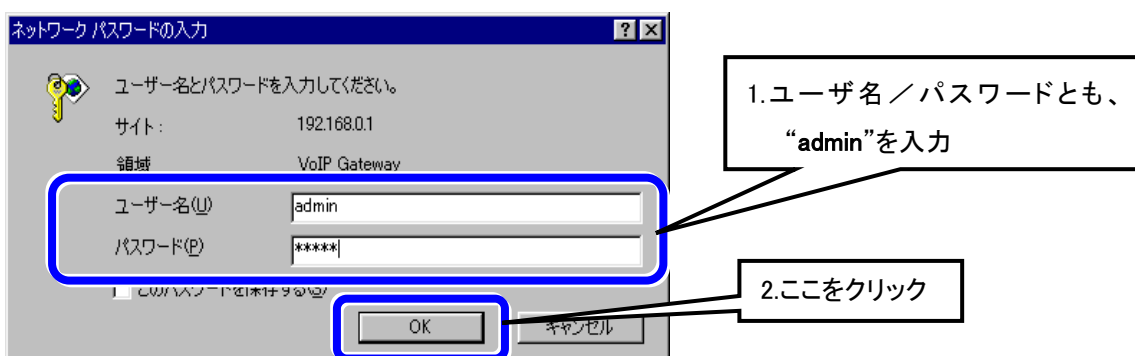 ネットワーク パスワードの入力
ユーザー名とパスワードを入力してください。
サイト : 192.168.0.1
領域 VoIP Gateway
ユーザー名(U) admin
パスワード(P) *****
このパスワードを保存する(S)
OK キャンセル
1.ユーザ名／パスワードとも、
“admin”を入力
2.ここをクリック